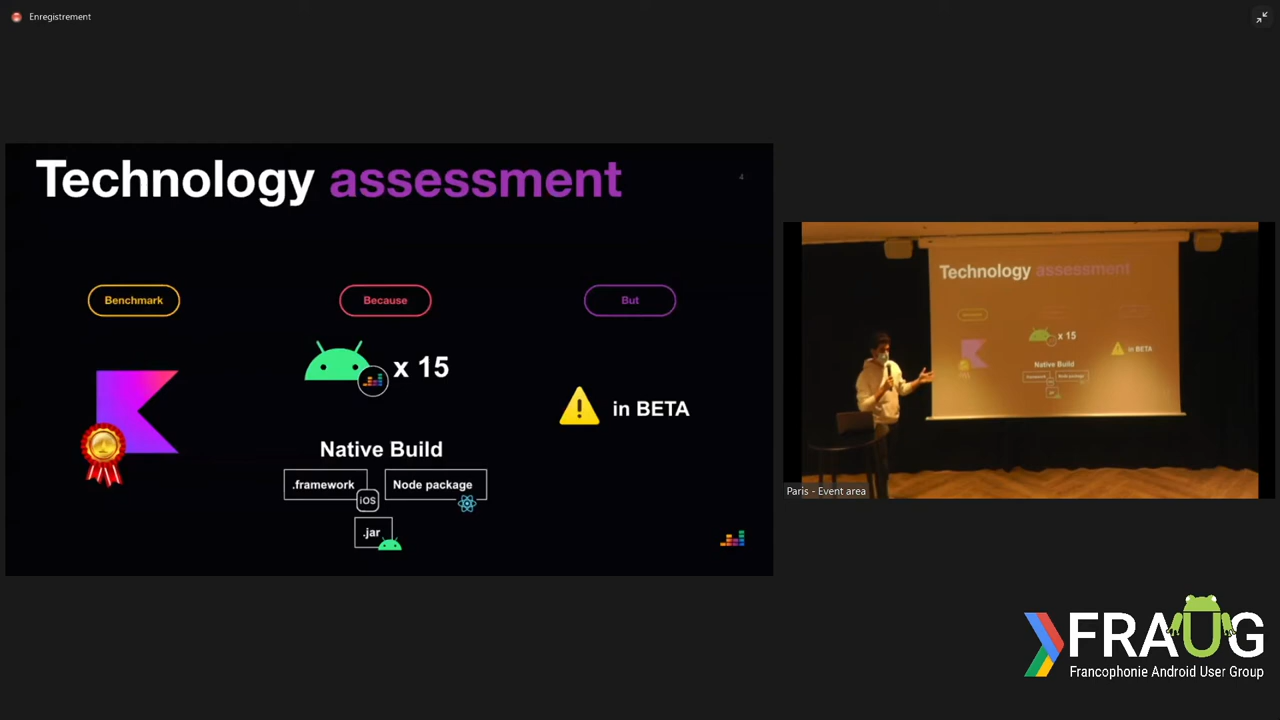 Enregistrement
Technology assessment
4
Benchmark
Because
But
x 15
in BETA
Native Build
.framework
Node package
iOS
.jar
Technology assessment
x 15
in BETA
Native Build
Paris - Event area
FRAUG
Francophonie Android User Group